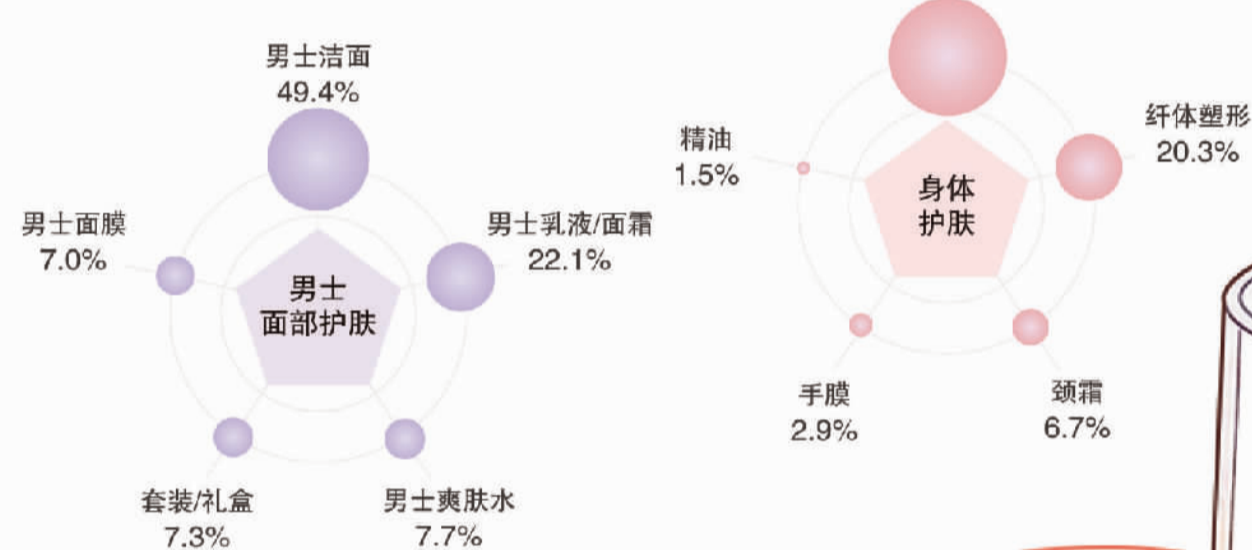 男士洁面
49.4%
男士面膜
7.0%
男士乳液/面霜
22.1%
男士
面部护肤
套装/礼盒
7.3%
男士爽肤水
7.7%
精油
1.5%
纤体塑形
20.3%
身体
护肤
手膜
2.9%
颈霜
6.7%